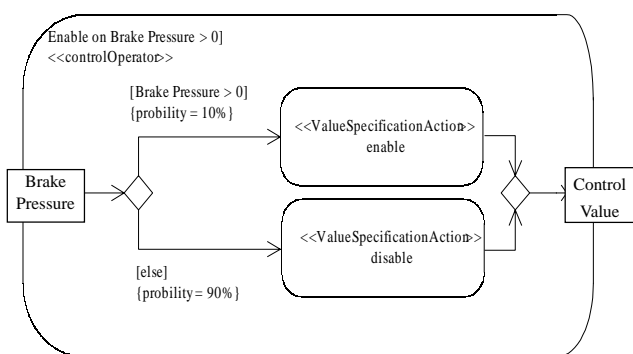 Enable on Brake Pressure > 0]
<<controlOperator>>
[Brake Pressure > 0]
{probility = 10%}
<<ValueSpecificationAction>>
enable
Brake
Pressure
Control
Value
<<ValueSpecificationAction>>
disable
[else]
{probility = 90%}